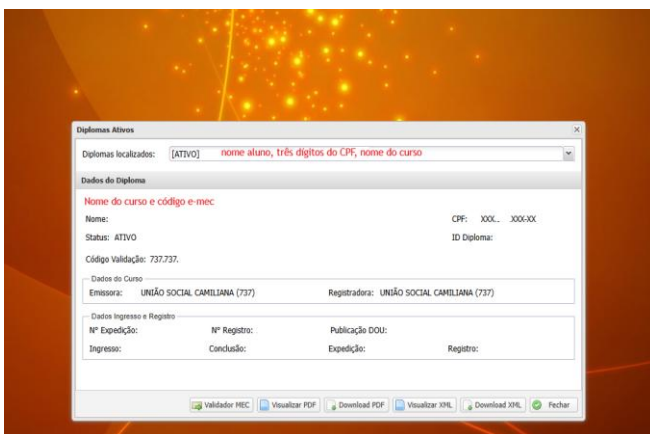 Diplomas Ativos
Diplomas localizados: [ATIVO] nome aluno, três dígitos do CPF, nome do curso
Dados do Diploma
Nome do curso e código e-mec
Nome: CPF: XXX... .XXX-XX
Status: ATIVO ID Diploma:
Código Validação: 737.737.
Dados do Curso
Emissora: UNIÃO SOCIAL CAMILIANA (737) Registradora: UNIÃO SOCIAL CAMILIANA (737)
Dados Ingresso e Registro
N° Expedição: N° Registro: Publicação DOU:
Ingresso: Conclusão: Expedição: Registro:
Validador MEC Visualizar PDF Download PDF Visualizar XML Download XML Fechar